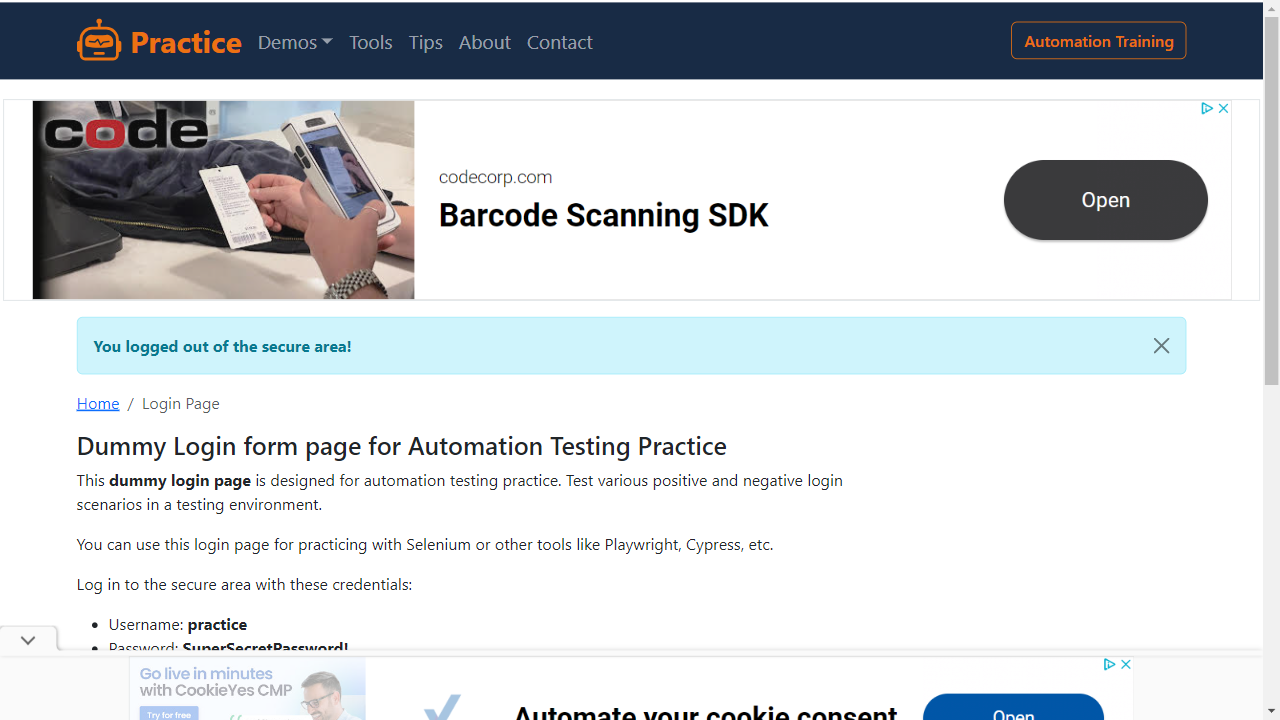 Practice
Demos
Tools
Tips
About
Contact
Automation Training
code
codecorp.com
Barcode Scanning SDK
Open
You logged out of the secure area!
Home / Login Page
Dummy Login form page for Automation Testing Practice
This dummy login page is designed for automation testing practice. Test various positive and negative login
scenarios in a testing environment.
You can use this login page for practicing with Selenium or other tools like Playwright, Cypress, etc.
Log in to the secure area with these credentials:
Username: practice
Password: SuperSecretPassword!
Go live in minutes
with CookieYes CMP
Try for free
Automate your cookie consent
Open